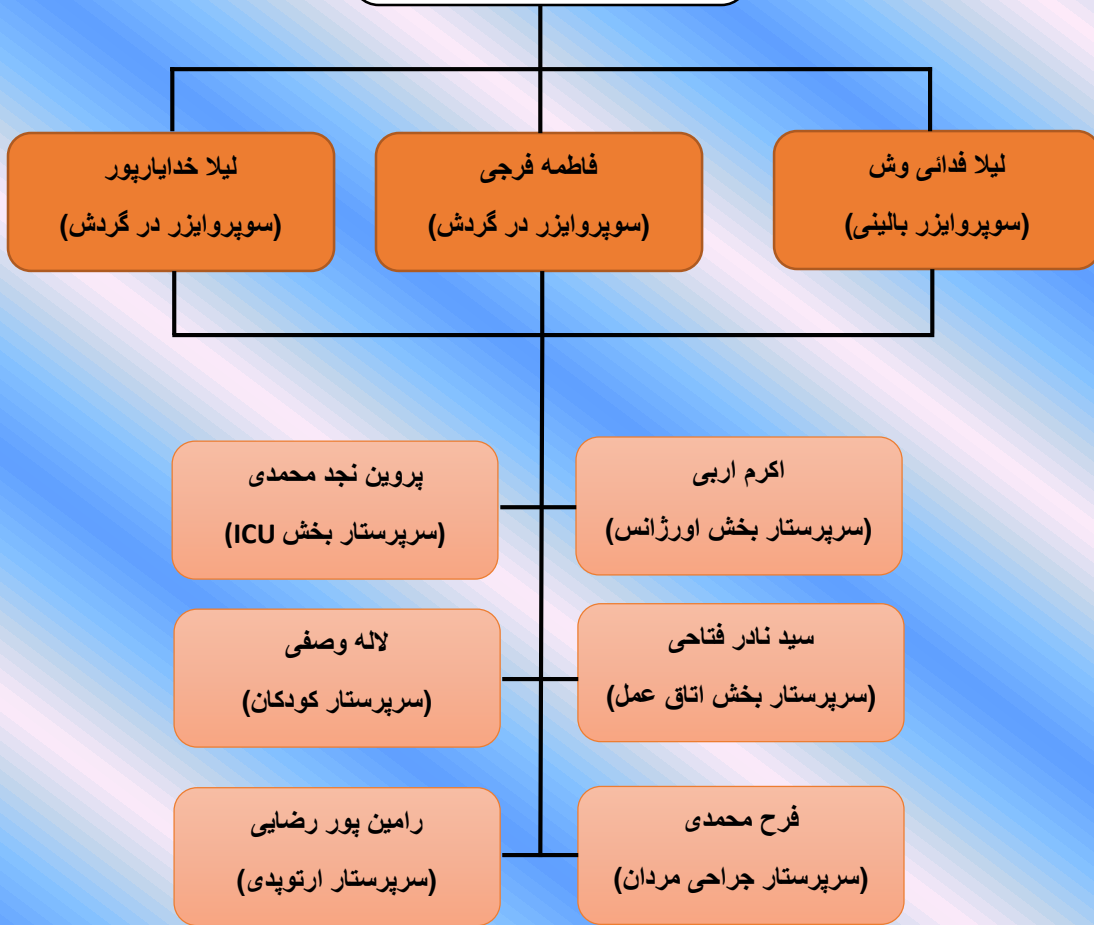 لیلا فدائی وش
(سوپروایزر بالینی)
فاطمه فرجی
(سوپروایزر در گردش)
لیلا خدایارپور
(سوپروایزر در گردش)
اکرم اربی
(سرپرستار بخش اورژانس)
پروین نجد محمدی
(سرپرستار بخش ICU)
سید نادر فتاحی
(سرپرستار بخش اتاق عمل)
لاله وصفی
(سرپرستار کودکان)
فرح محمدی
(سرپرستار جراحی مردان)
رامین پور رضایی
(سرپرستار ارتوپدی)